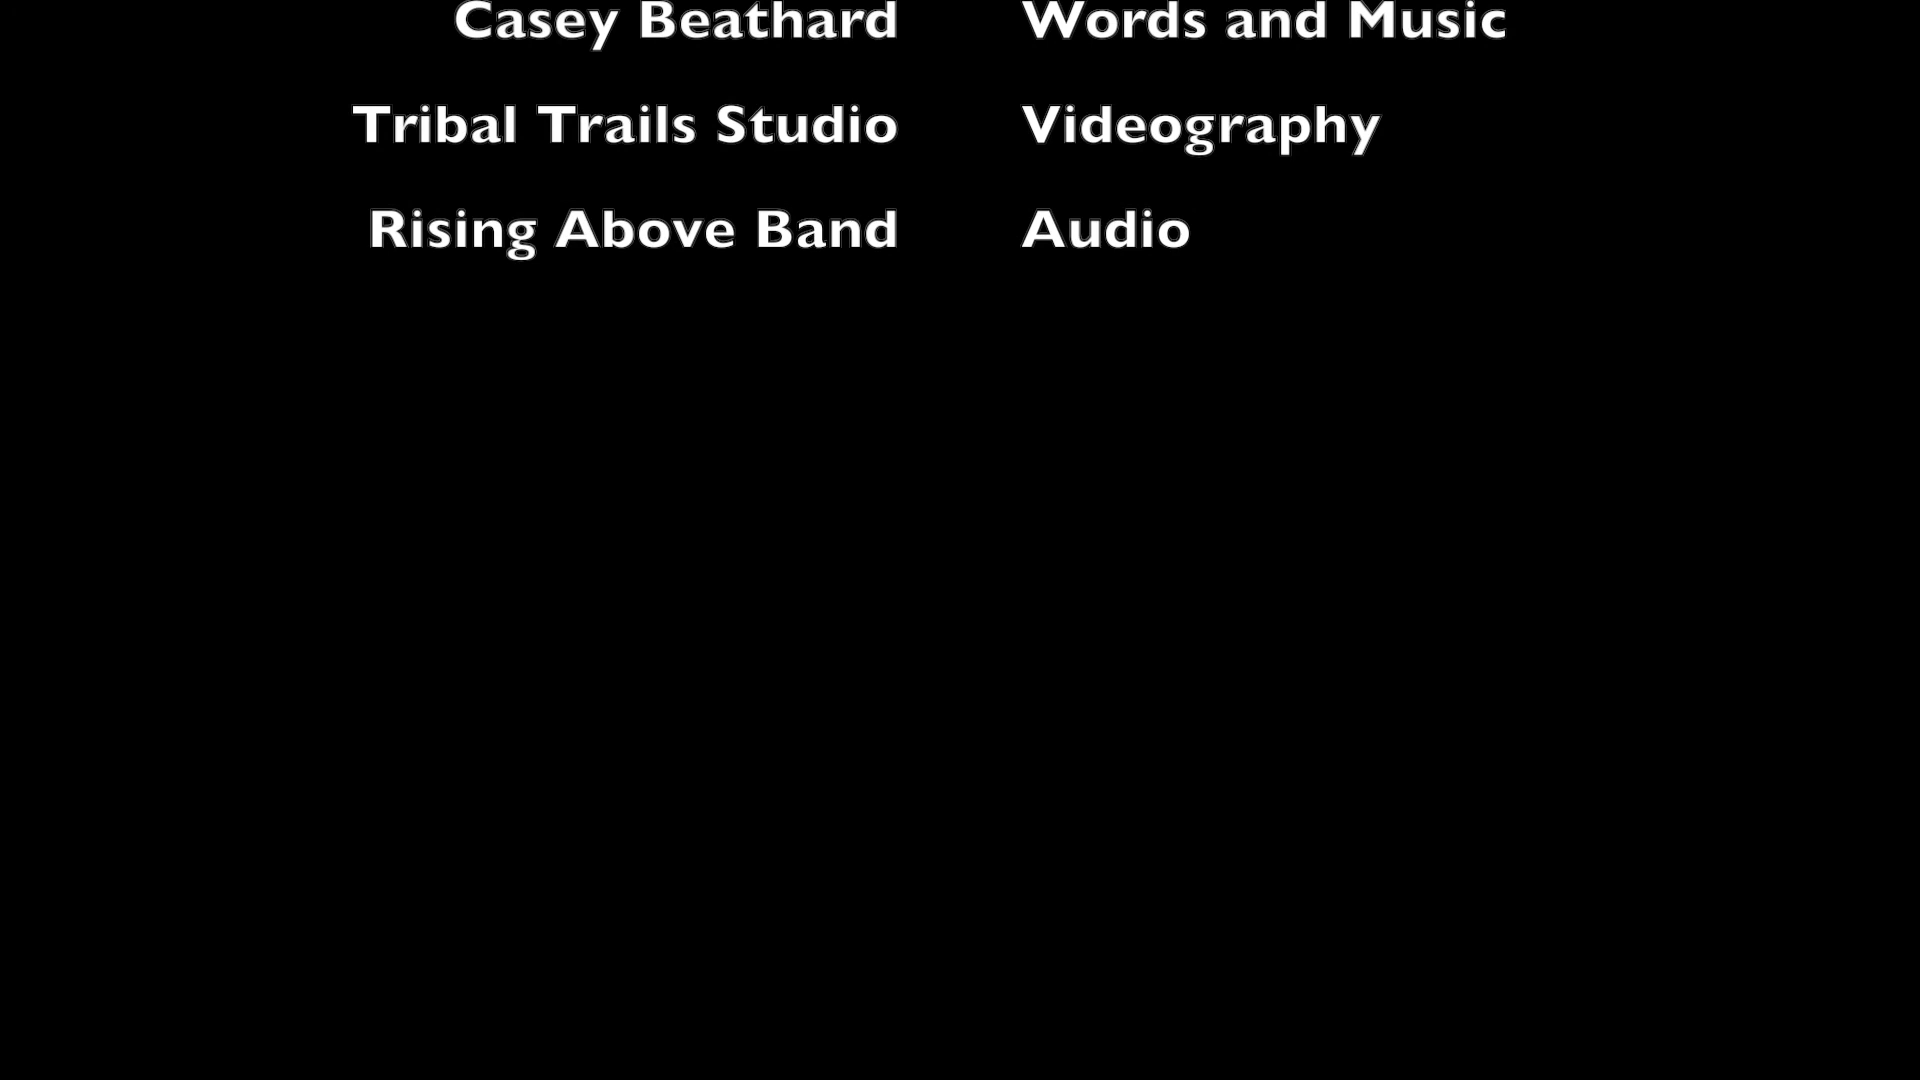 Casey Beathard Words and Music
Tribal Trails Studio Videography
Rising Above Band Audio